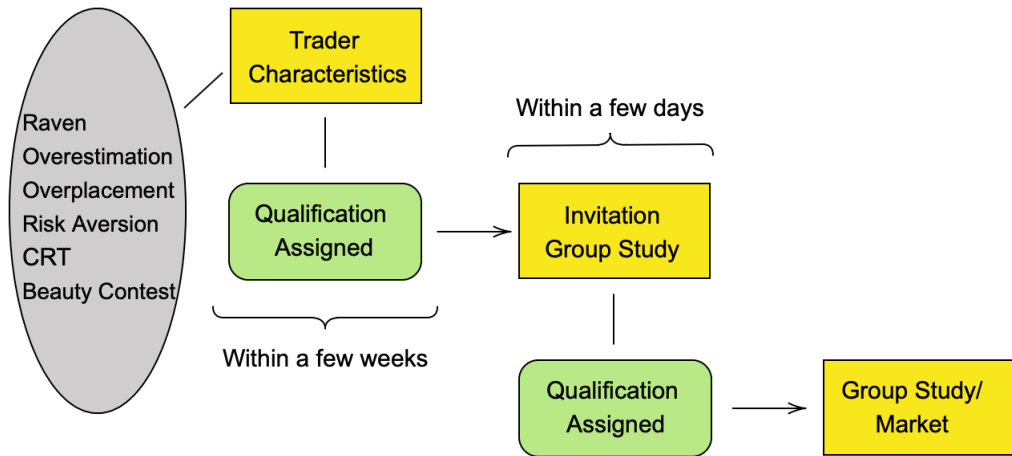 Trader
Characteristics
Raven
Overestimation
Overplacement
Risk Aversion
CRT
Beauty Contest
Qualification
Assigned
Within a few weeks
Within a few days
Invitation
Group Study
Qualification
Assigned
Group Study/
Market